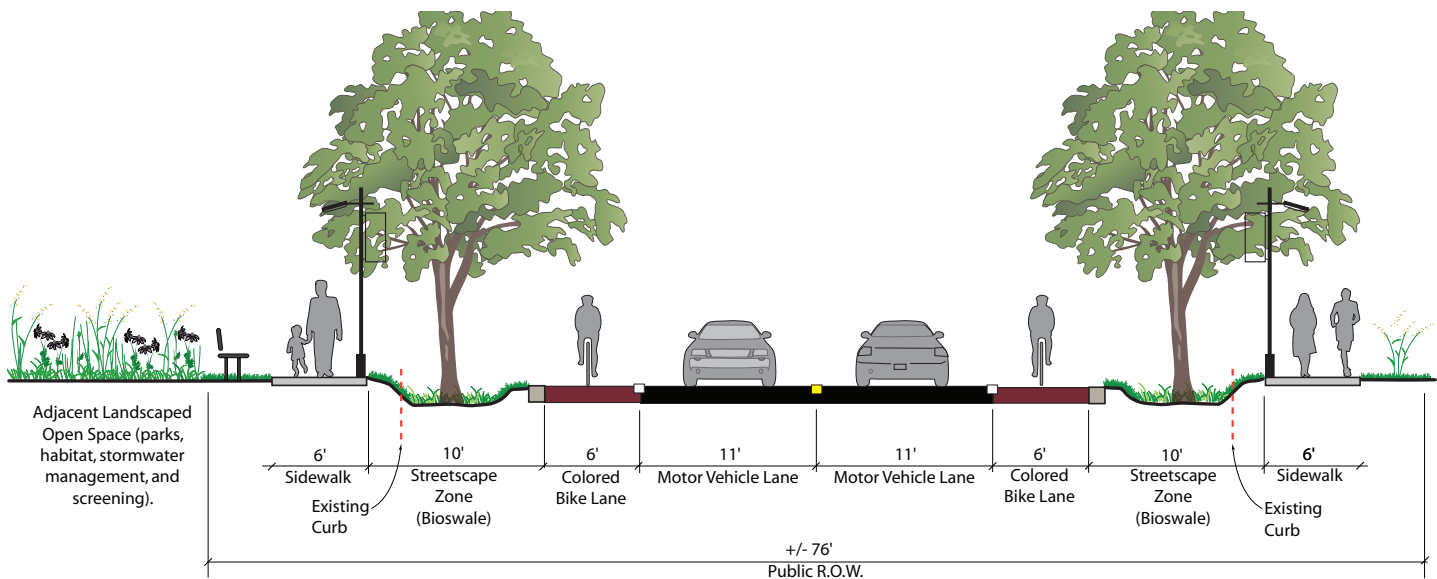 Adjacent Landscaped
Open Space (parks,
habitat, stormwater
management, and
screening).
6'
Sidewalk
Existing
Curb
10'
Streetscape
Zone
(Bioswale)
6'
Colored
Bike Lane
11'
Motor Vehicle Lane
11'
Motor Vehicle Lane
6'
Colored
Bike Lane
10'
Streetscape
Zone
(Bioswale)
6'
Sidewalk
Existing
Curb
+/- 76'
Public R.O.W.